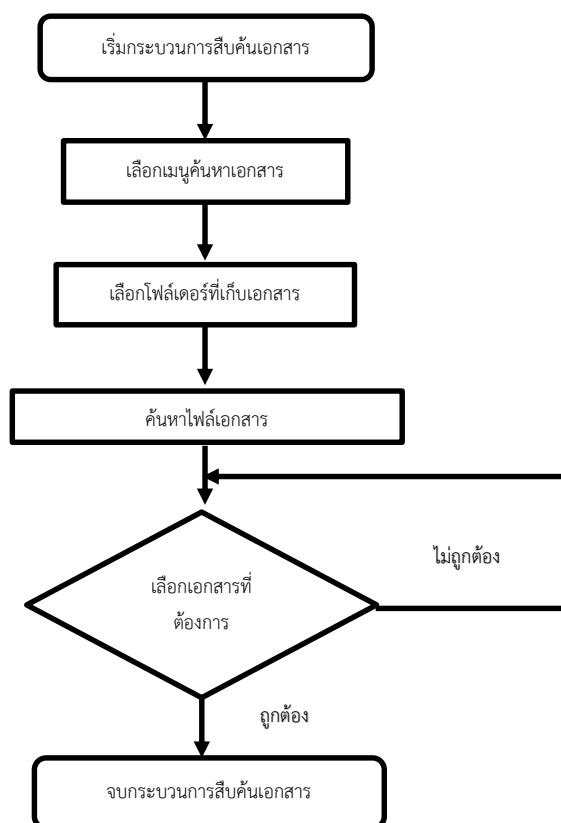 เริ่มกระบวนการสืบค้นเอกสาร
เลือกเมนูค้นหาเอกสาร
เลือกโฟล์เดอร์ที่เก็บเอกสาร
ค้นหาไฟล์เอกสาร
ไม่ถูกต้อง
เลือกเอกสารที่
ต้องการ
ถูกต้อง
จบกระบวนการสืบค้นเอกสาร